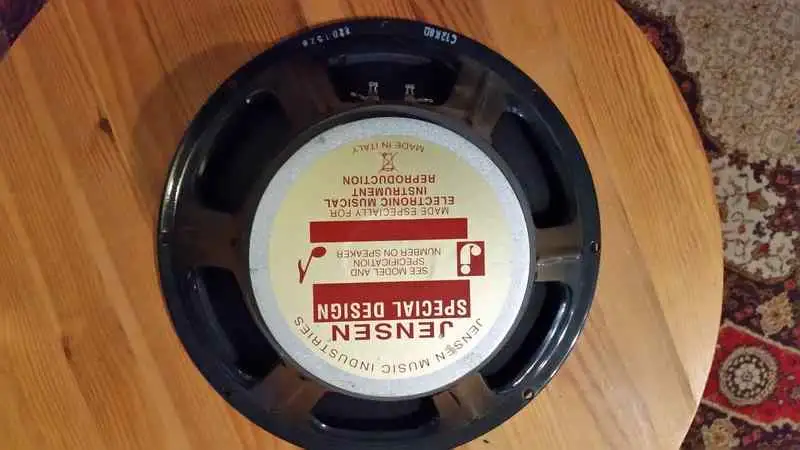 JENSEN MUSIC INDUSTRIES
JENSEN
SPECIAL DESIGN
SEE MODEL AND
SPECIFICATION
NUMBER ON SPEAKER
MADE ESPECIALLY FOR
ELECTRONIC MUSICAL
INSTRUMENT
REPRODUCTION
MADE IN ITALY
C12K8Ω